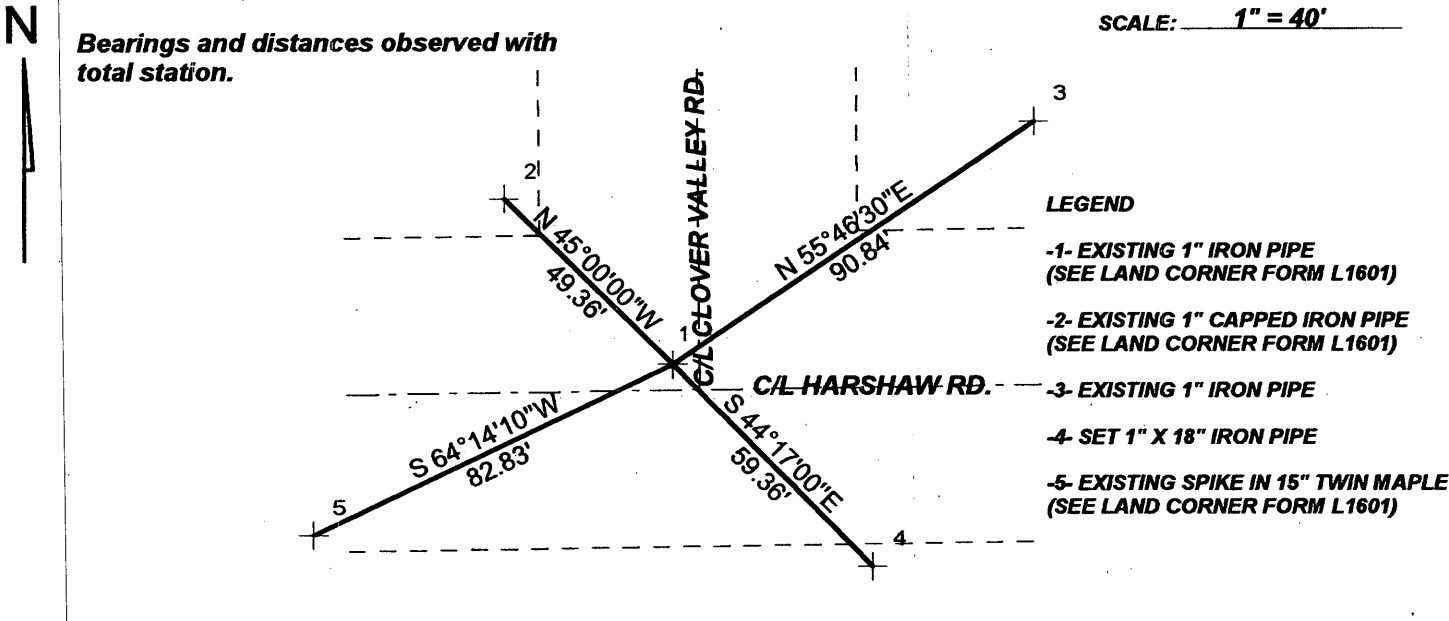 N
Bearings and distances observed with
total station.
SCALE: 1" = 40'
C/L CLOVER VALLEY RD.
3
2
N 45°00'00"W
49.36'
N 55°46'30"E
90.84'
1
C/L HARSHAW RD.
S 64°14'10"W
82.83'
S 44°17'00"E
59.36'
5
4
LEGEND
-1- EXISTING 1" IRON PIPE
(SEE LAND CORNER FORM L1601)
-2- EXISTING 1" CAPPED IRON PIPE
(SEE LAND CORNER FORM L1601)
-3- EXISTING 1" IRON PIPE
-4- SET 1" X 18" IRON PIPE
-5- EXISTING SPIKE IN 15" TWIN MAPLE
(SEE LAND CORNER FORM L1601)